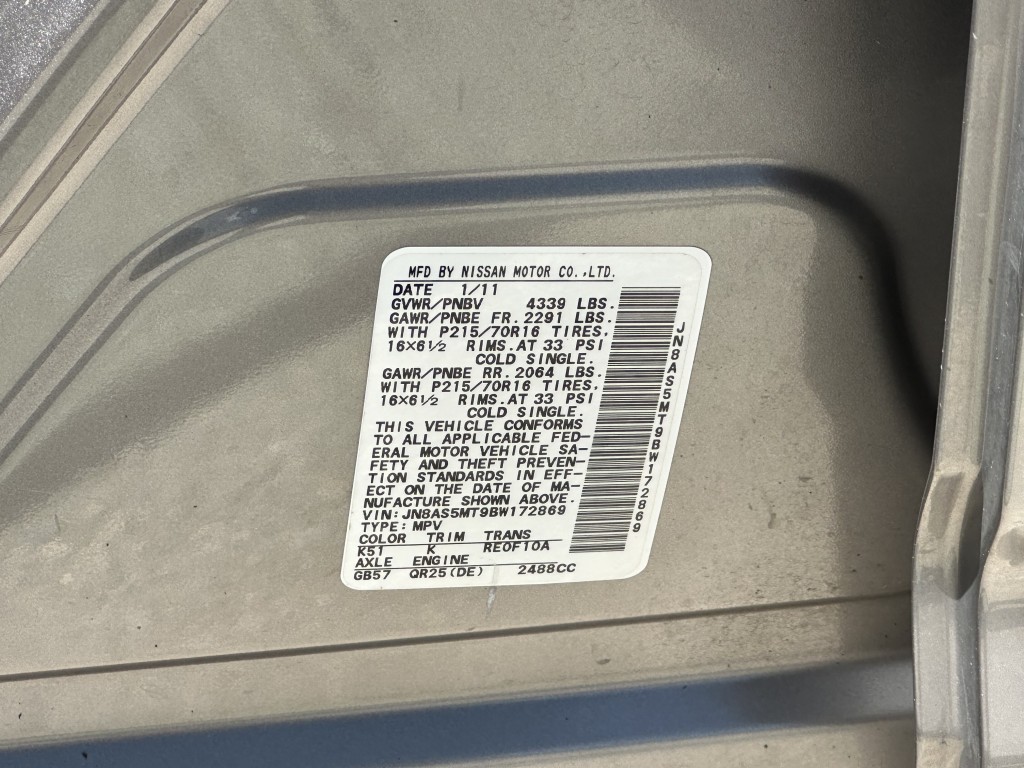 MFD BY NISSAN MOTOR CO.,LTD.
DATE 1/11
GVWR/PNBV 4339 LBS.
GAWR/PNBE FR.2291 LBS.
WITH P215/70R16 TIRES.
16×6½ RIMS.AT 33 PSI
COLD SINGLE.
GAWR/PNBE RR.2064 LBS.
WITH P215/70R16 TIRES.
16×6½ RIMS.AT 33 PSI
COLD SINGLE.
THIS VEHICLE CONFORMS
TO ALL APPLICABLE FED-
ERAL MOTOR VEHICLE SA-
FETY AND THEFT PREVEN-
TION STANDARDS IN EFF-
ECT ON THE DATE OF MA-
NUFACTURE SHOWN ABOVE.
VIN:JN8AS5MT9BW172869
TYPE:MPV
COLOR TRIM TRANS
K51 K RE0F10A
AXLE ENGINE
GB57 QR25(DE) 2488CC
JN8AS5MT9BW172869